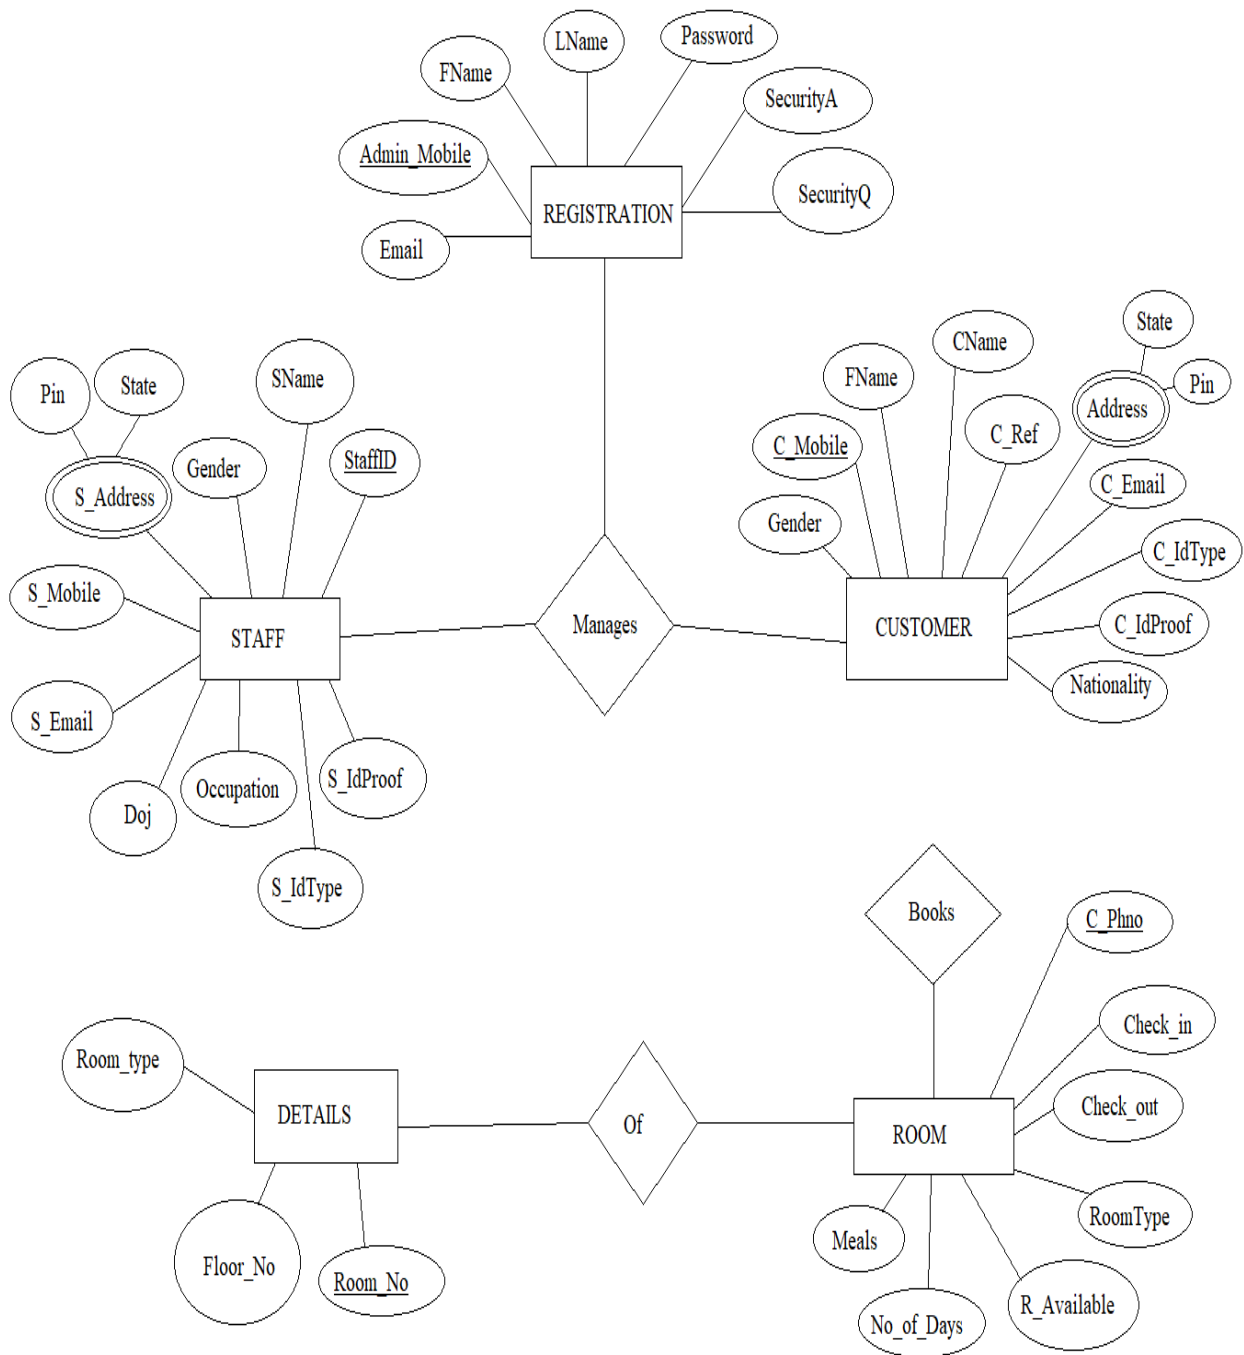 LName
Password
FName
SecurityA
Admin_Mobile
SecurityQ
REGISTRATION
Email
State
CName
SName
FName
Pin
State
Pin
Address
C_Ref
C_Mobile
Gender
StaffID
C_Email
S_Address
Gender
C_IdType
S_Mobile
Manages
CUSTOMER
C_IdProof
STAFF
Nationality
S_Email
S_IdProof
Occupation
Doj
S_IdType
Books
C_Phno
Check_in
Room_type
Check_out
DETAILS
Of
ROOM
RoomType
Meals
Floor_No
Room_No
R_Available
No_of_Days